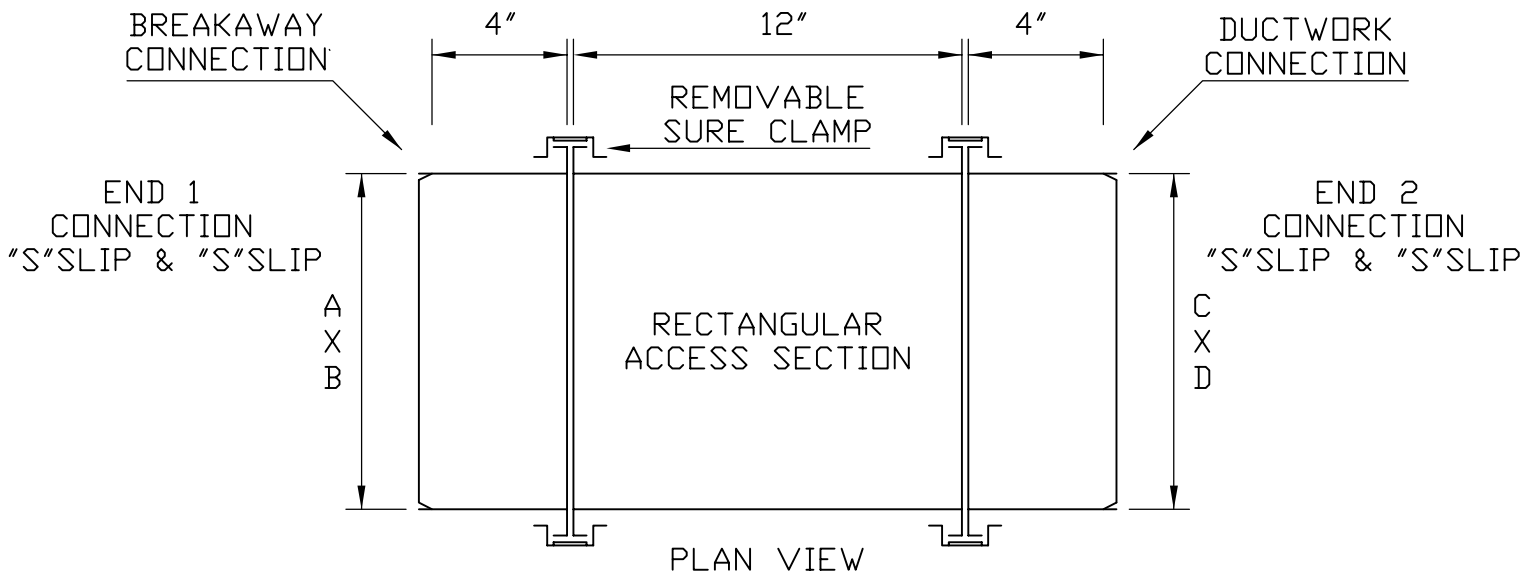 BREAKAWAY
CONNECTION
4"
12"
4"
DUCTWORK
CONNECTION
REMOVABLE
SURE CLAMP
END 1
CONNECTION
"S"SLIP & "S"SLIP
END 2
CONNECTION
"S"SLIP & "S"SLIP
A
X
B
RECTANGULAR
ACCESS SECTION
C
X
D
PLAN VIEW